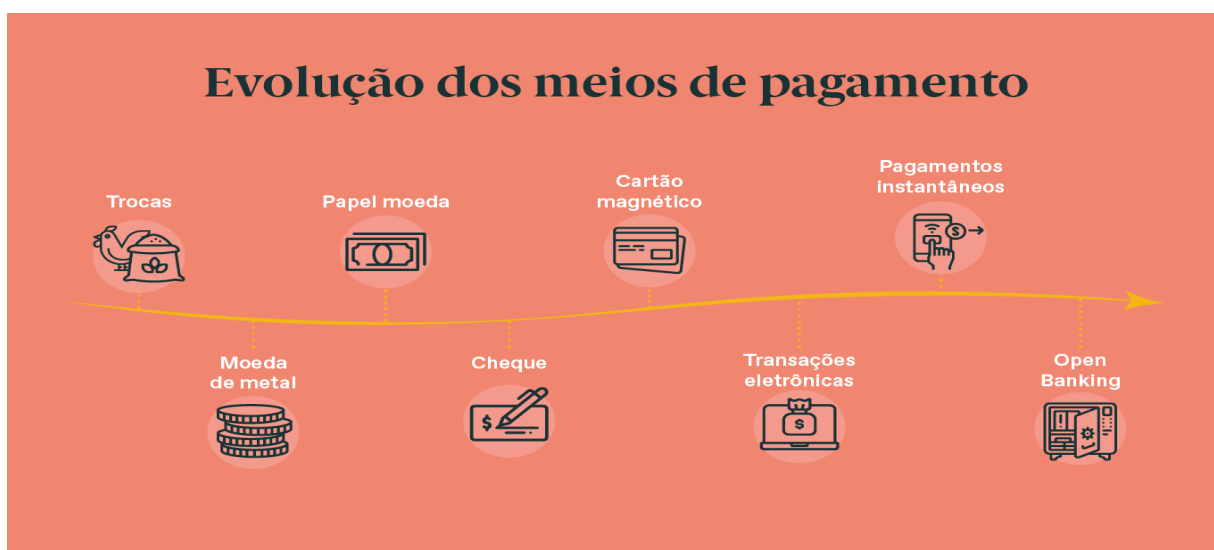 Evolução dos meios de pagamento
Trocas
Moeda
de metal
Papel moeda
Cheque
Cartão
magnético
Transações
eletrônicas
Pagamentos
instantâneos
Open
Banking